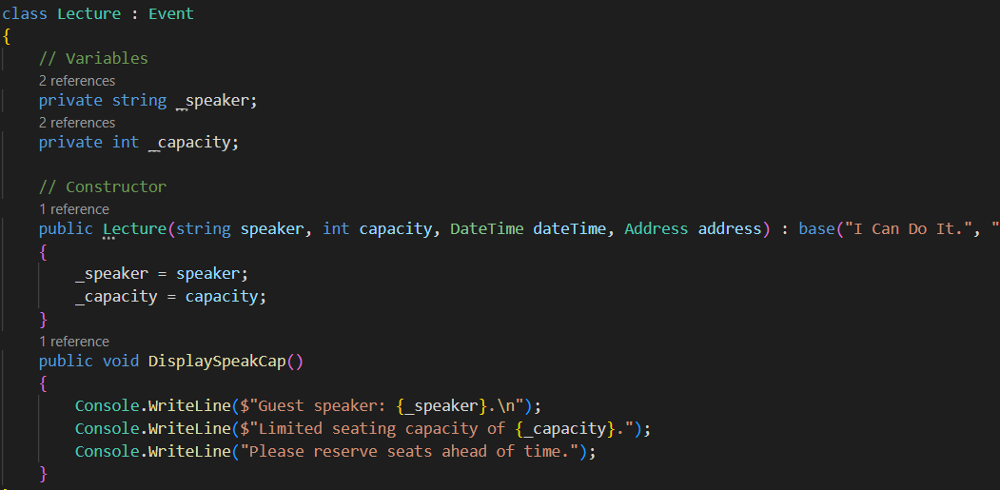 class Lecture : Event
{
// Variables
2 references
private string _speaker;
2 references
private int _capacity;
// Constructor
1 reference
public Lecture(string speaker, int capacity, DateTime dateTime, Address address) : base("I Can Do It.", "
{
_speaker = speaker;
_capacity = capacity;
}
1 reference
public void DisplaySpeakCap()
{
Console.WriteLine($"Guest speaker: {_speaker}.\n");
Console.WriteLine($"Limited seating capacity of {_capacity}.");
Console.WriteLine("Please reserve seats ahead of time.");
}